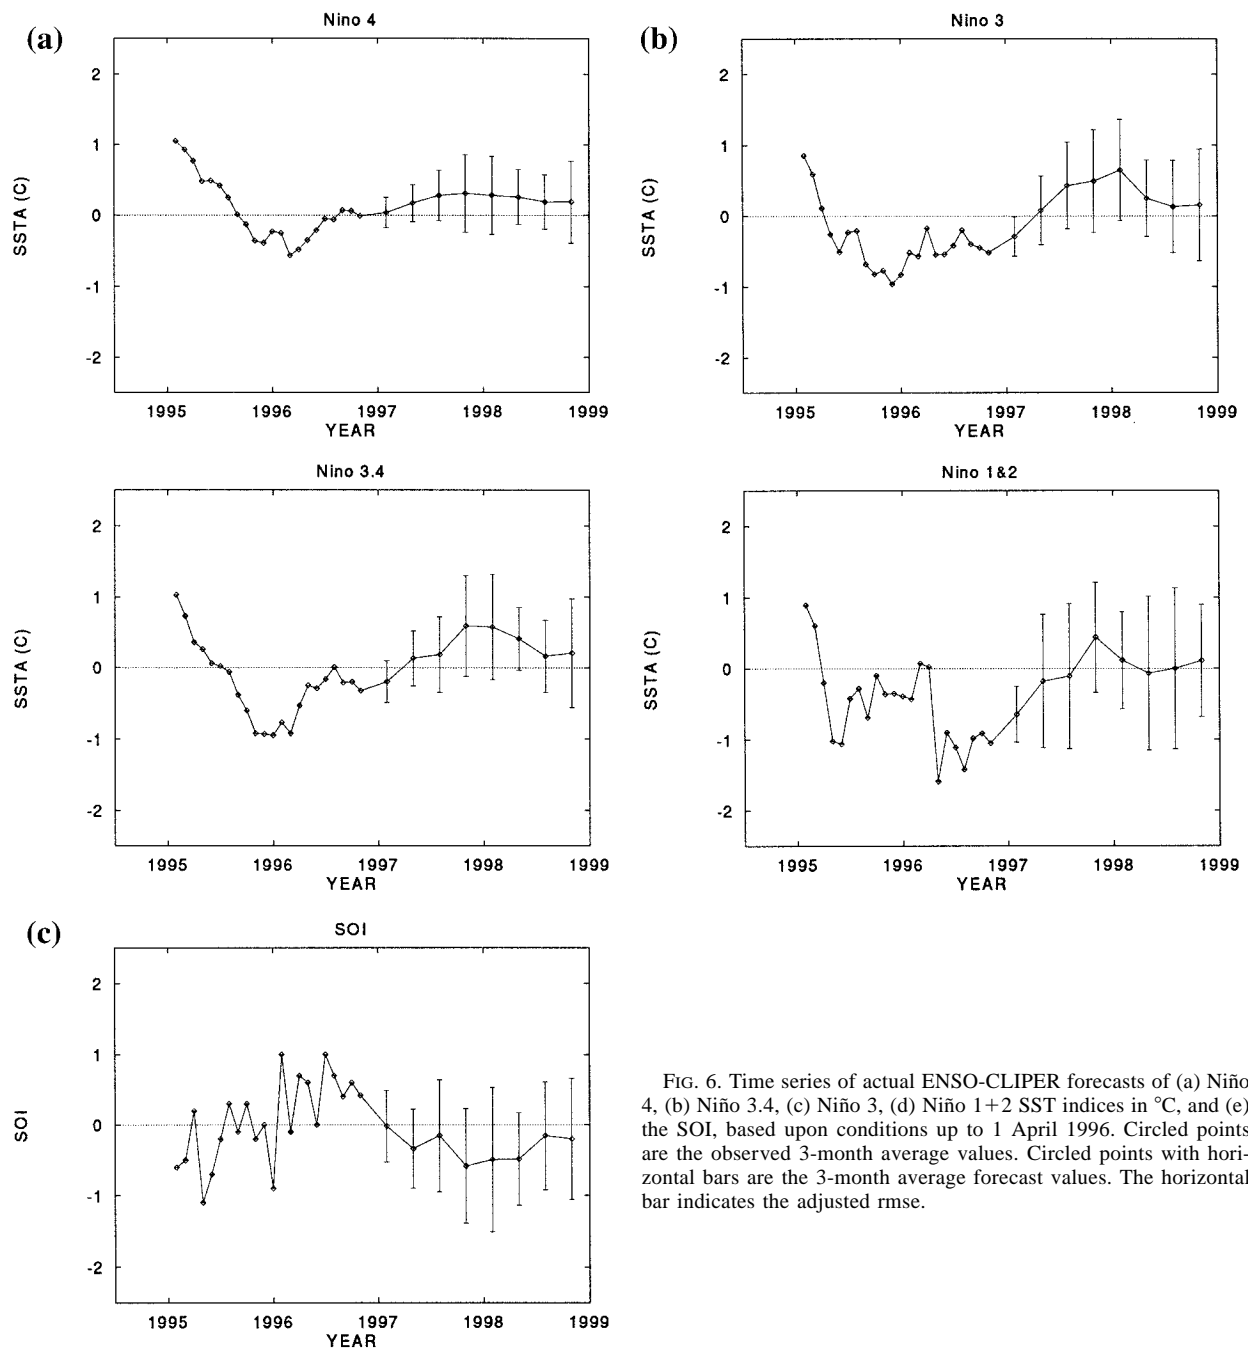 (a)
Nino 4
SSTA (C)
2
1
0
-1
-2
1995 1996 1997 1998 1999
YEAR
(b)
Nino 3
SSTA (C)
2
1
0
-1
-2
1995 1996 1997 1998 1999
YEAR
Nino 3.4
SSTA (C)
2
1
0
-1
-2
1995 1996 1997 1998 1999
YEAR
Nino 1&2
SSTA (C)
2
1
0
-1
-2
1995 1996 1997 1998 1999
YEAR
(c)
SOI
SOI
2
1
0
-1
-2
1995 1996 1997 1998 1999
YEAR
FIG. 6. Time series of actual ENSO-CLIPER forecasts of (a) Niño
4, (b) Niño 3.4, (c) Niño 3, (d) Niño 1+2 SST indices in °C, and (e)
the SOI, based upon conditions up to 1 April 1996. Circled points
are the observed 3-month average values. Circled points with hori-
zontal bars are the 3-month average forecast values. The horizontal
bar indicates the adjusted rmse.